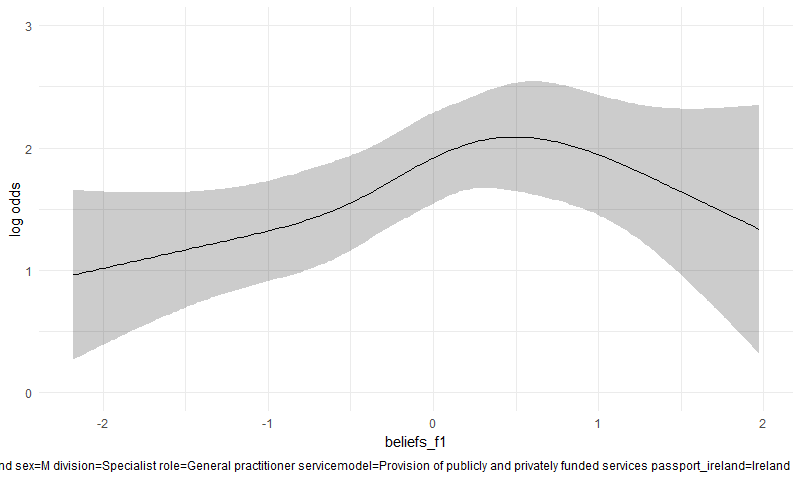 3
2
log odds
1
0
-2 -1 0 1 2
beliefs_f1
nd sex=M division=Specialist role=General practitioner servicemodel=Provision of publicly and privately funded services passport_ireland=Ireland